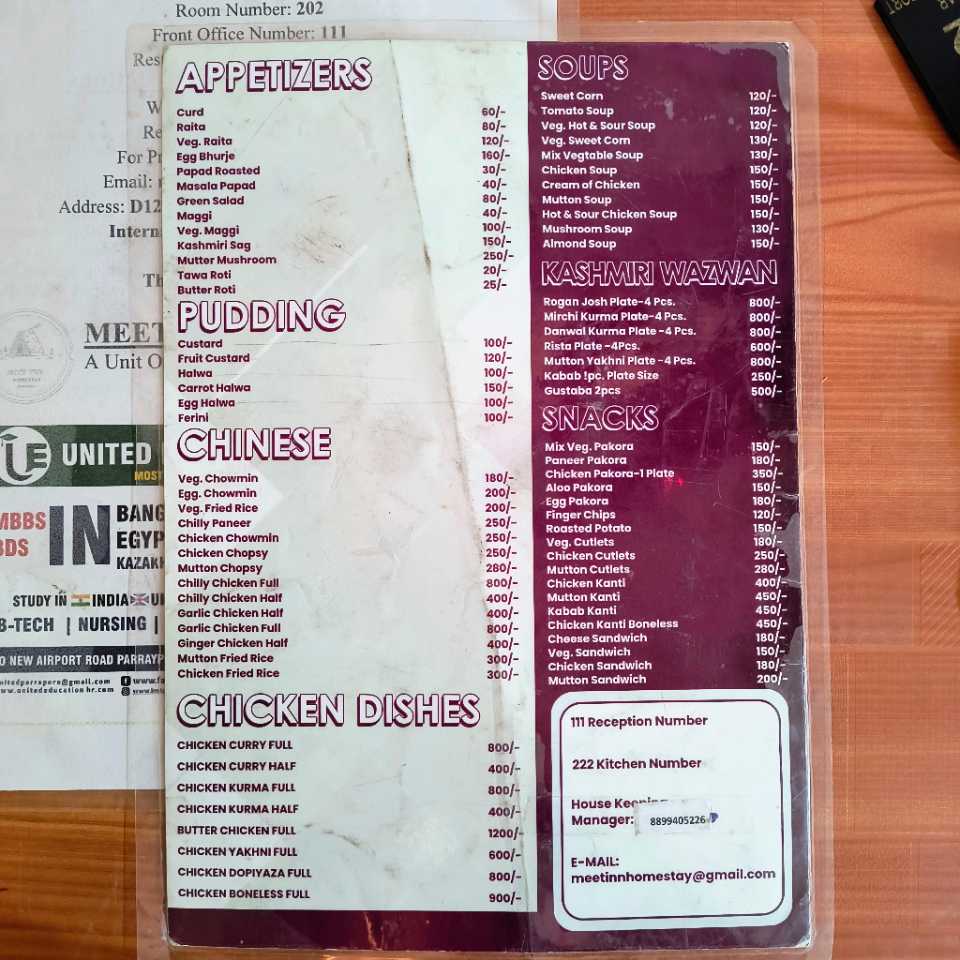 Room Number: 202
Front Office Number: 111
Res
W
Re
For Pr
Email:
Address: D12
Intern
Th
MEET
A Unit O
UNITED
MOST
MBBS
BDS
IN
BANG
EGYP
KAZAKH
STUDY IN INDIA U
B-TECH | NURSING |
O NEW AIRPORT ROAD PARRAYP
APPETIZERS
Curd 60/-
Raita 80/-
Veg. Raita 120/-
Egg Bhurje 160/-
Papad Roasted 30/-
Masala Papad 40/-
Green Salad 80/-
Maggi 40/-
Veg. Maggi 100/-
Kashmiri Sag 150/-
Mutter Mushroom 250/-
Tawa Roti 20/-
Butter Roti 25/-
PUDDING
Custard 100/-
Fruit Custard 120/-
Halwa 100/-
Carrot Halwa 150/-
Egg Halwa 100/-
Ferini 100/-
CHINESE
Veg. Chowmin 180/-
Egg. Chowmin 200/-
Veg. Fried Rice 200/-
Chilly Paneer 250/-
Chicken Chowmin 250/-
Chicken Chopsy 250/-
Mutton Chopsy 280/-
Chilly Chicken Full 800/-
Chilly Chicken Half 400/-
Garlic Chicken Half 400/-
Garlic Chicken Full 800/-
Ginger Chicken Half 400/-
Mutton Fried Rice 300/-
Chicken Fried Rice 300/-
CHICKEN DISHES
CHICKEN CURRY FULL 800/-
CHICKEN CURRY HALF 400/-
CHICKEN KURMA FULL 800/-
CHICKEN KURMA HALF 400/-
BUTTER CHICKEN FULL 1200/-
CHICKEN YAKHNI FULL 600/-
CHICKEN DOPIYAZA FULL 800/-
CHICKEN BONELESS FULL 900/-
SOUPS
Sweet Corn 120/-
Tomato Soup 120/-
Veg. Hot & Sour Soup 120/-
Veg. Sweet Corn 130/-
Mix Vegtable Soup 130/-
Chicken Soup 150/-
Cream of Chicken 150/-
Mutton Soup 150/-
Hot & Sour Chicken Soup 150/-
Mushroom Soup 130/-
Almond Soup 150/-
KASHMIRI WAZWAN
Rogan Josh Plate-4 Pcs. 800/-
Mirchi Kurma Plate-4 Pcs. 800/-
Danwal Kurma Plate -4 Pcs. 800/-
Rista Plate -4Pcs. 600/-
Mutton Yakhni Plate -4 Pcs. 800/-
Kabab !pc. Plate Size 250/-
Gustaba 2pcs 500/-
SNACKS
Mix Veg. Pakora 150/-
Paneer Pakora 180/-
Chicken Pakora-1 Plate 350/-
Aloo Pakora 150/-
Egg Pakora 180/-
Finger Chips 120/-
Roasted Potato 150/-
Veg. Cutlets 180/-
Chicken Cutlets 250/-
Mutton Cutlets 280/-
Chicken Kanti 400/-
Mutton Kanti 450/-
Kabab Kanti 450/-
Chicken Kanti Boneless 450/-
Cheese Sandwich 180/-
Veg. Sandwich 150/-
Chicken Sandwich 180/-
Mutton Sandwich 200/-
111 Reception Number
222 Kitchen Number
House Keeping
Manager: 8899405226
E-MAIL:
meetinnhomestay@gmail.com